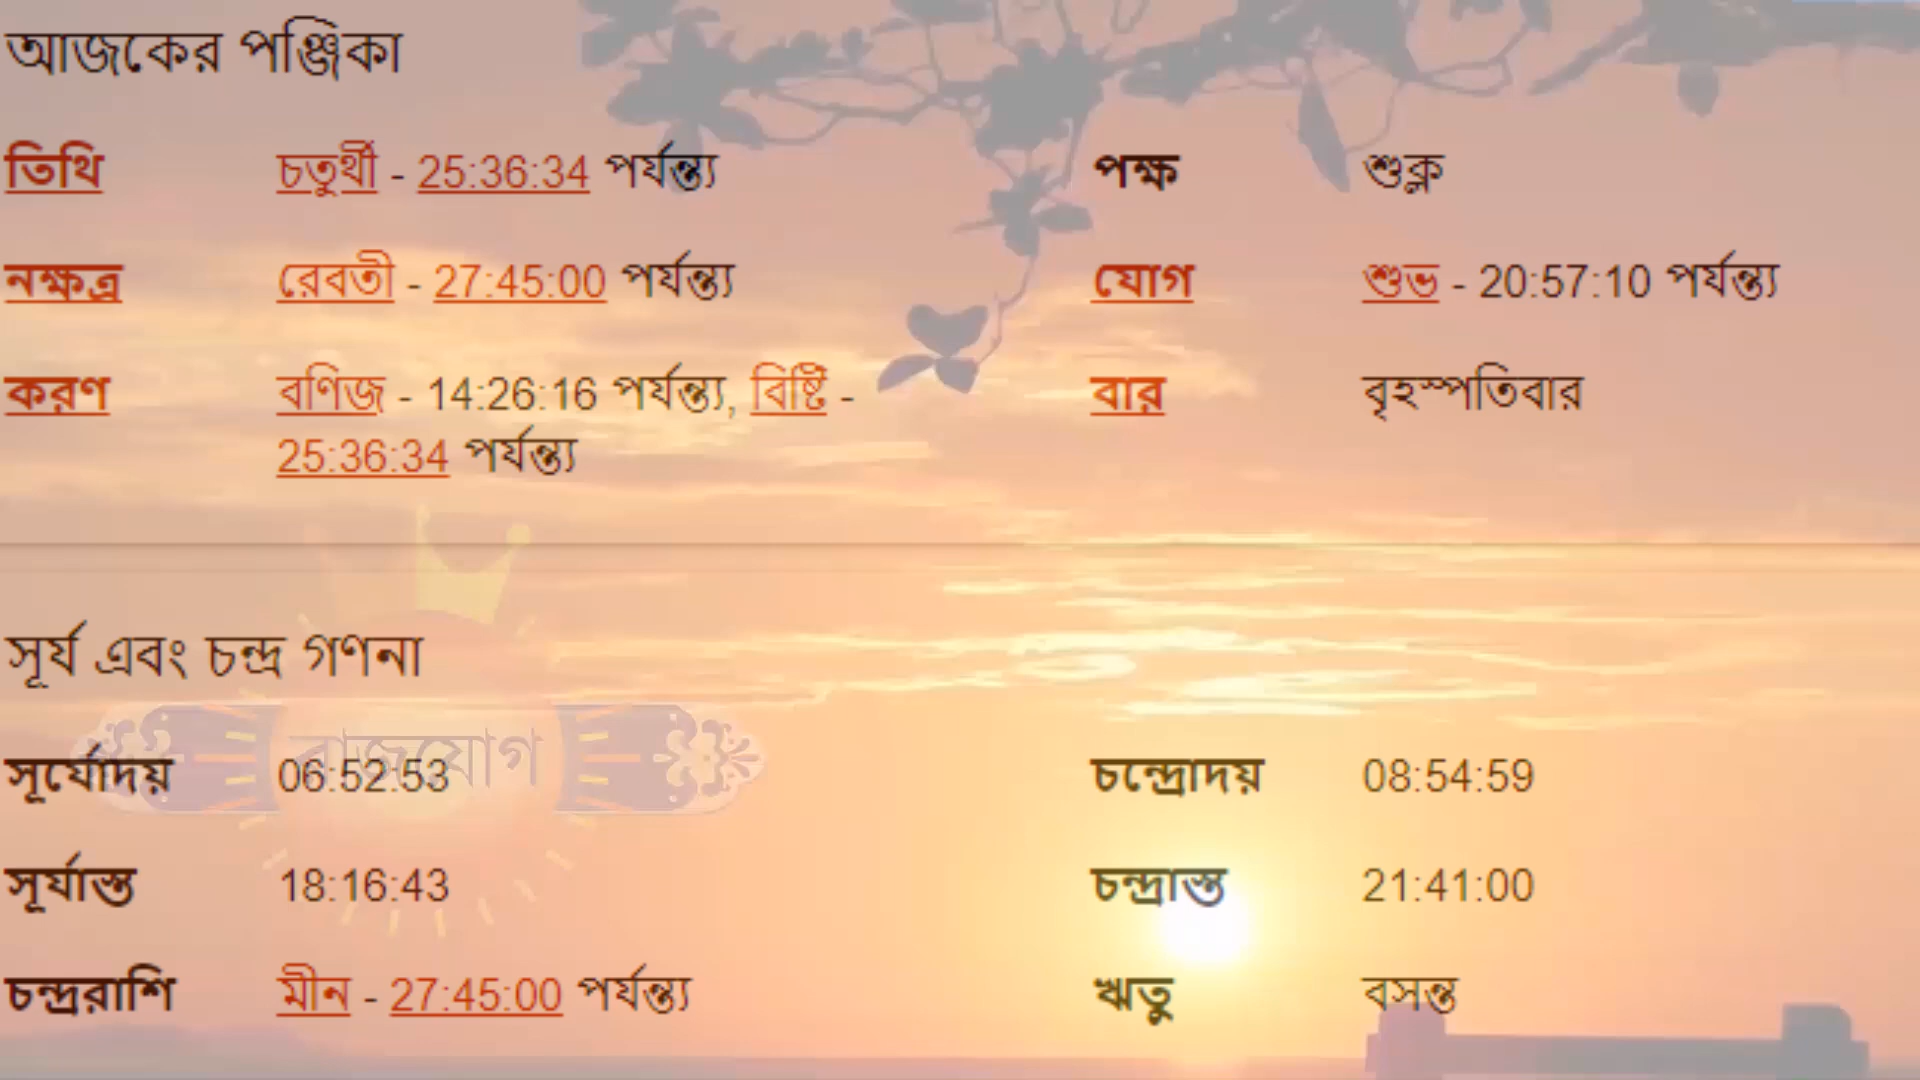 আজকের পঞ্জিকা
তিথি চতুর্থী - 25:36:34 পর্যন্ত্য পক্ষ শুক্ল
নক্ষত্র রেবতী - 27:45:00 পর্যন্ত্য যোগ শুভ - 20:57:10 পর্যন্ত্য
করণ বণিজ - 14:26:16 পর্যন্ত্য, বিষ্টি - বার বৃহস্পতিবার
25:36:34 পর্যন্ত্য
সূর্য এবং চন্দ্র গণনা
রাজযোগ
সূর্যোদয় 06:52:53 চন্দ্রোদয় 08:54:59
সূর্যাস্ত 18:16:43 চন্দ্রাস্ত 21:41:00
চন্দ্ররাশি মীন - 27:45:00 পর্যন্ত্য ঋতু বসন্ত